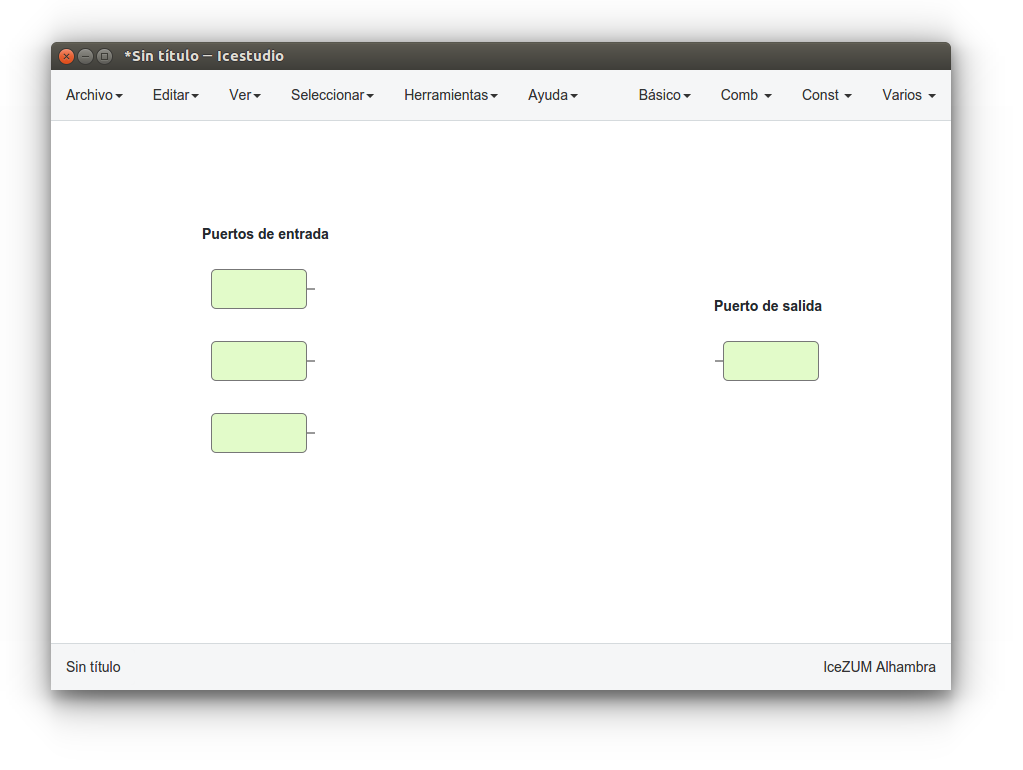 *Sin título – Icestudio
Archivo Editar Ver Seleccionar Herramientas Ayuda Básico Comb Const Varios
Puertos de entrada
Puerto de salida
Sin título IceZUM Alhambra